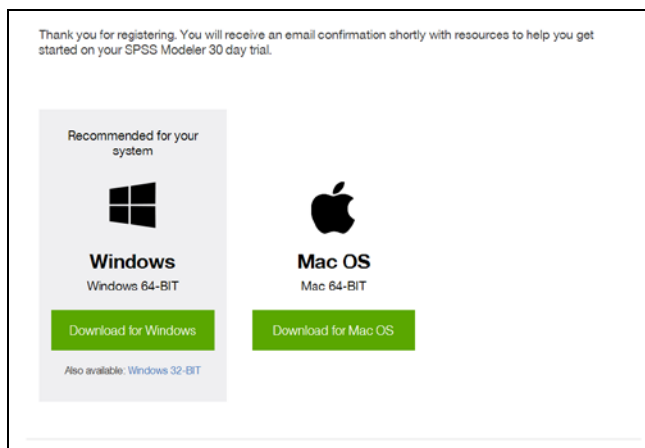 Thank you for registering. You will receive an email confirmation shortly with resources to help you get
started on your SPSS Modeler 30 day trial.
Recommended for your
system
Windows
Windows 64-BIT
Download for Windows
Also available: Windows 32-BIT
Mac OS
Mac 64-BIT
Download for Mac OS